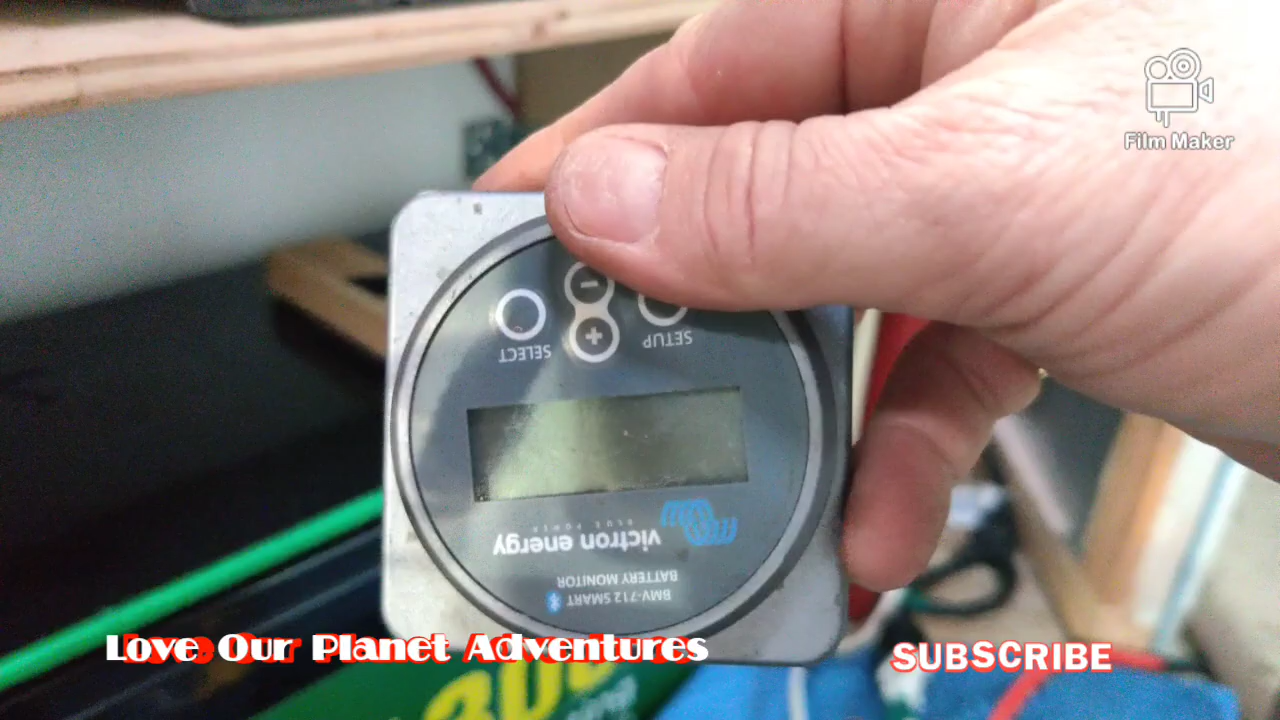 Film Maker
SELECT
SETUP
victron energy
BLUE POWER
BATTERY MONITOR
BMV-712 SMART
Love Our Planet Adventures
SUBSCRIBE